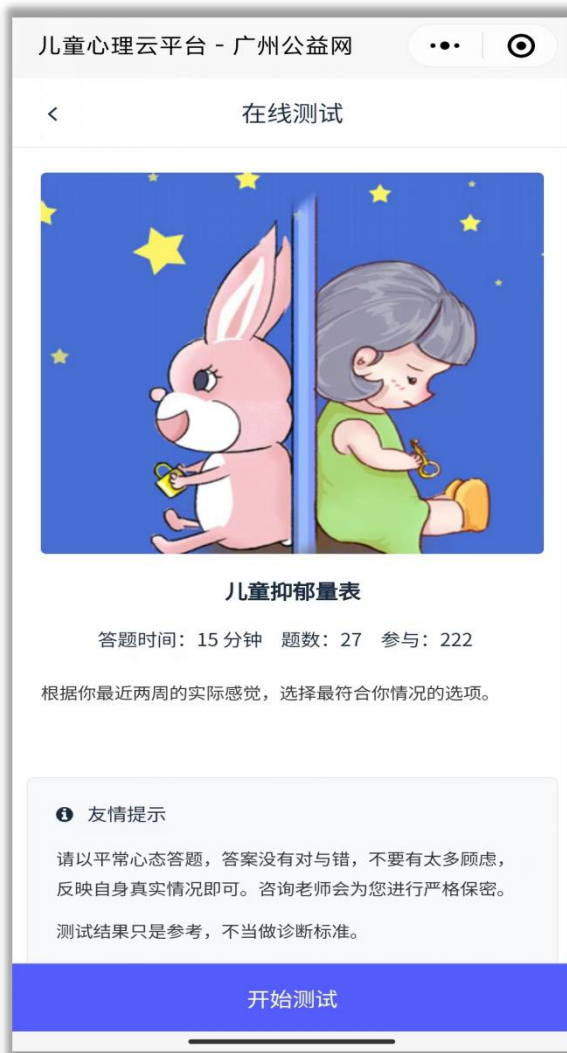 儿童心理云平台 - 广州公益网
在线测试
儿童抑郁量表
答题时间：15 分钟 题数：27 参与：222
根据你最近两周的实际感觉，选择最符合你情况的选项。
友情提示
请以平常心态答题，答案没有对与错，不要有太多顾虑，
反映自身真实情况即可。咨询老师会为您进行严格保密。
测试结果只是参考，不当做诊断标准。
开始测试